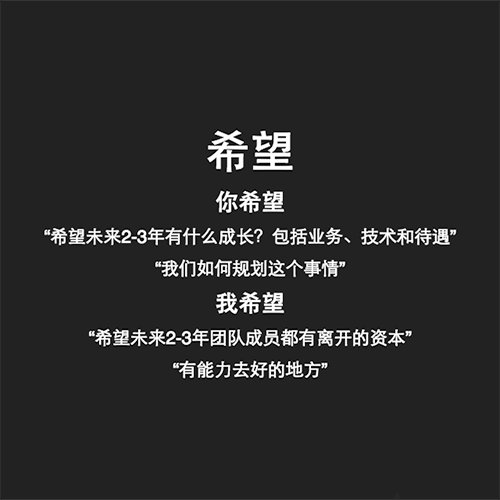 希望
你希望
“希望未来2-3年有什么成长？包括业务、技术和待遇”
“我们如何规划这个事情”
我希望
“希望未来2-3年团队成员都有离开的资本”
“有能力去好的地方”